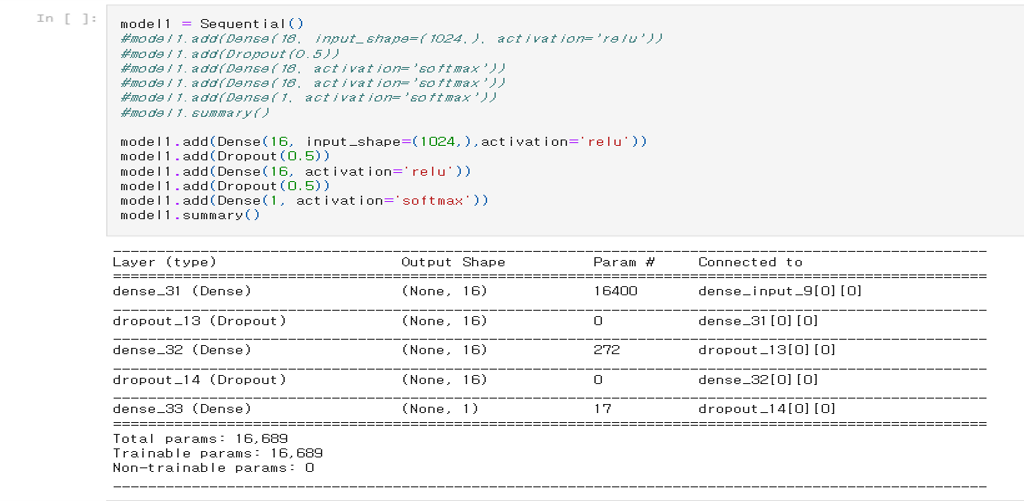 In [ ]:
model1 = Sequential()
#model1.add(Dense(16, input_shape=(1024,), activation='relu'))
#model1.add(Dropout(0.5))
#model1.add(Dense(16, activation='softmax'))
#model1.add(Dense(16, activation='softmax'))
#model1.add(Dense(1, activation='softmax'))
#model1.summary()
model1.add(Dense(16, input_shape=(1024,),activation='relu'))
model1.add(Dropout(0.5))
model1.add(Dense(16, activation='relu'))
model1.add(Dropout(0.5))
model1.add(Dense(1, activation='softmax'))
model1.summary()
Layer (type) Output Shape Param # Connected to
dense_31 (Dense) (None, 16) 16400 dense_input_9[0][0]
dropout_13 (Dropout) (None, 16) 0 dense_31[0][0]
dense_32 (Dense) (None, 16) 272 dropout_13[0][0]
dropout_14 (Dropout) (None, 16) 0 dense_32[0][0]
dense_33 (Dense) (None, 1) 17 dropout_14[0][0]
Total params: 16,689
Trainable params: 16,689
Non-trainable params: 0